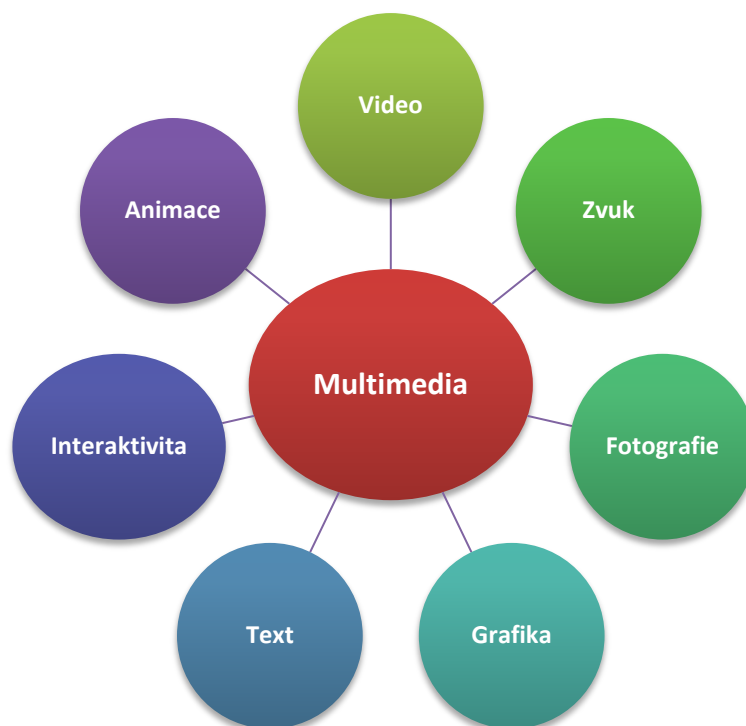 Video
Animace
Zvuk
Multimedia
Interaktivita
Fotografie
Text
Grafika